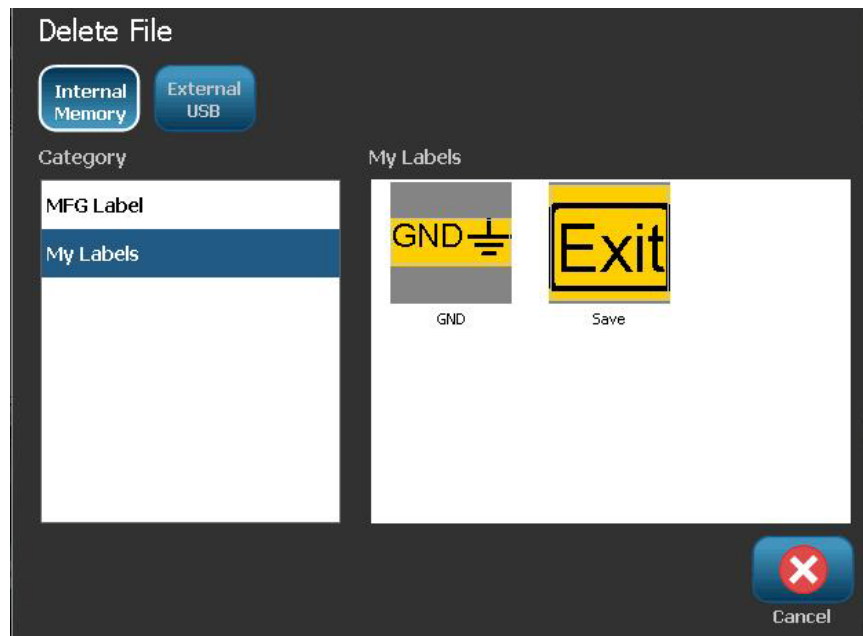 Delete File
Internal
Memory
External
USB
Category
My Labels
MFG Label
My Labels
GND
Exit
GND
Save
Cancel